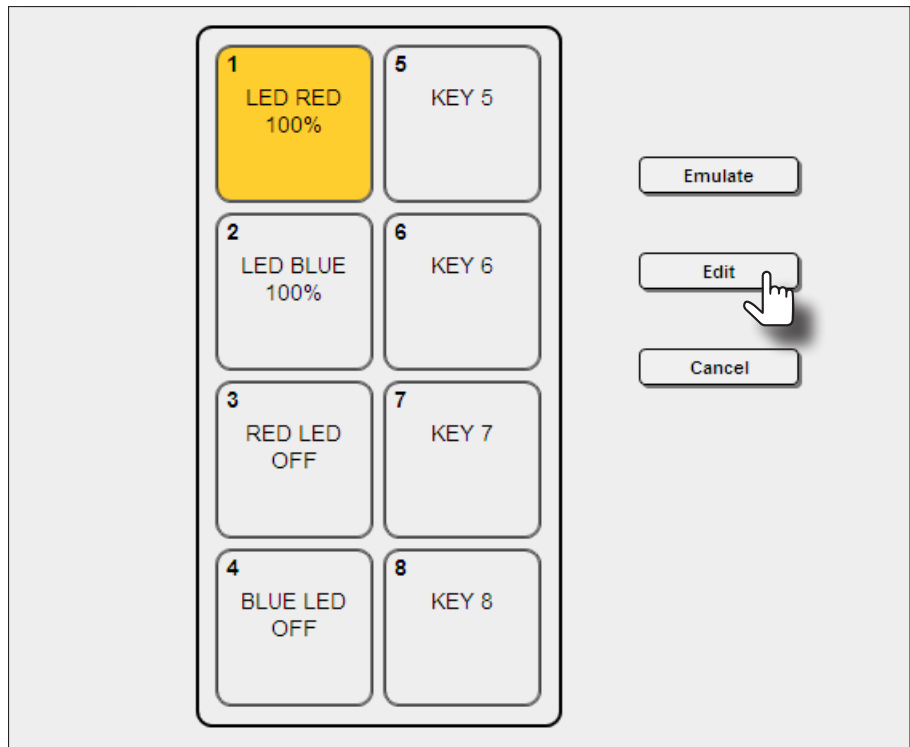 1
LED RED
100%
5
KEY 5
2
LED BLUE
100%
6
KEY 6
3
RED LED
OFF
7
KEY 7
4
BLUE LED
OFF
8
KEY 8
Emulate
Edit
Cancel